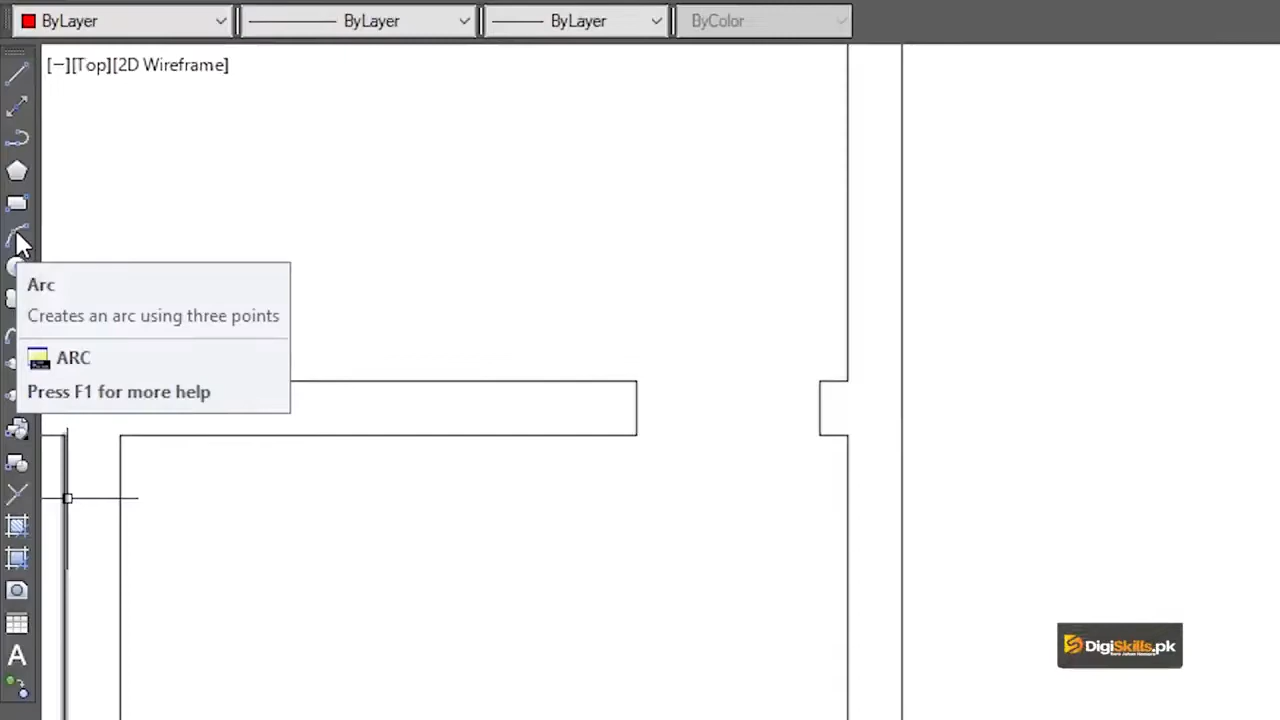 ByLayer
ByLayer
ByLayer
ByColor
[−][Top][2D Wireframe]
Arc
Creates an arc using three points
ARC
Press F1 for more help
A
DigiSkills.pk